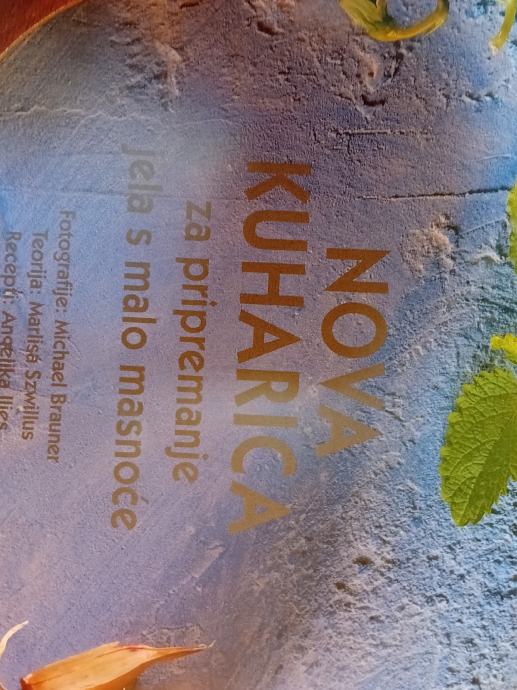 NOVA
KUHARICA
za pripremanje
jela s malo masnoće
Fotografije: Michael Brauner
Teorija: Marlisa Szwillus
Recepti: Angelika Ilies